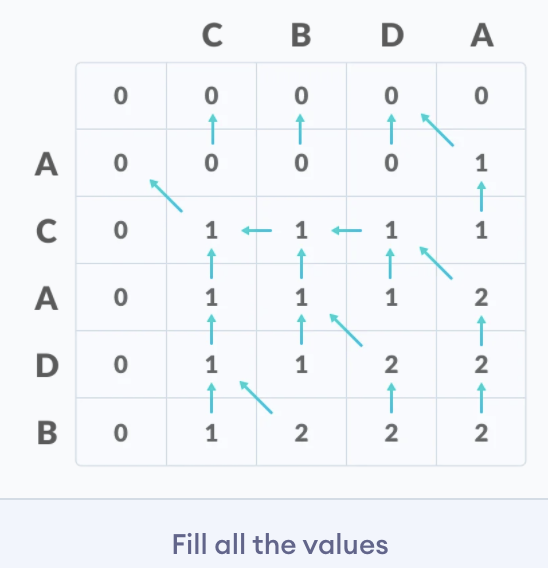 C B D A
0 0 0 0 0
A 0 0 0 0 1
C 0 1 1 1 1
A 0 1 1 1 2
D 0 1 1 2 2
B 0 1 2 2 2
Fill all the values